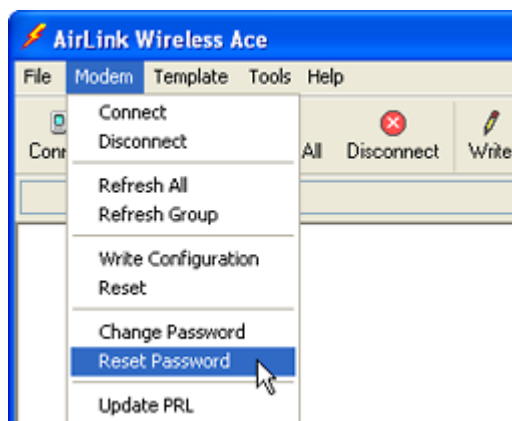 AirLink Wireless Ace
File Modem Template Tools Help
Connect
Disconnect
All Disconnect Write
Refresh All
Refresh Group
Write Configuration
Reset
Change Password
Reset Password
Update PRL